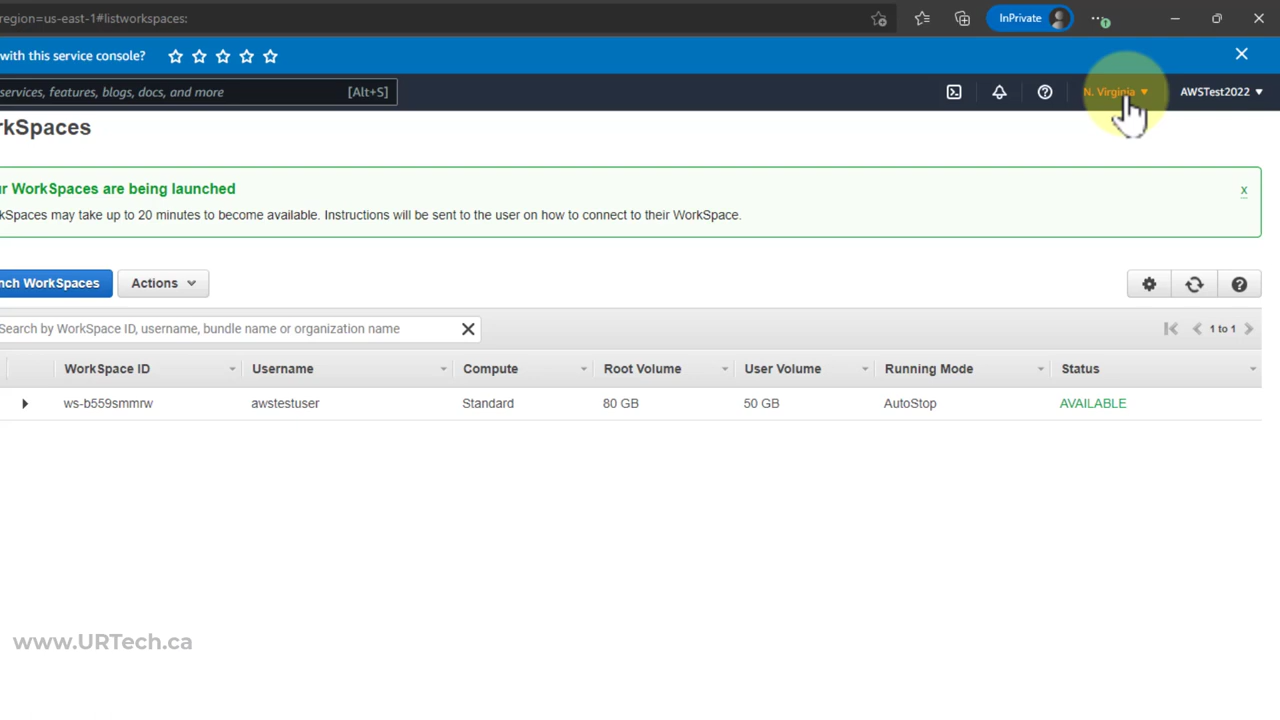 region=us-east-1#listworkspaces:
InPrivate
with this service console?
services, features, blogs, docs, and more [Alt+S]
N. Virginia
AWSTest2022
rkSpaces
r WorkSpaces are being launched
x
kSpaces may take up to 20 minutes to become available. Instructions will be sent to the user on how to connect to their WorkSpace.
nch WorkSpaces
Actions
Search by WorkSpace ID, username, bundle name or organization name
1 to 1
WorkSpace ID Username Compute Root Volume User Volume Running Mode Status
ws-b559smmrw awstestuser Standard 80 GB 50 GB AutoStop AVAILABLE
www.URTech.ca